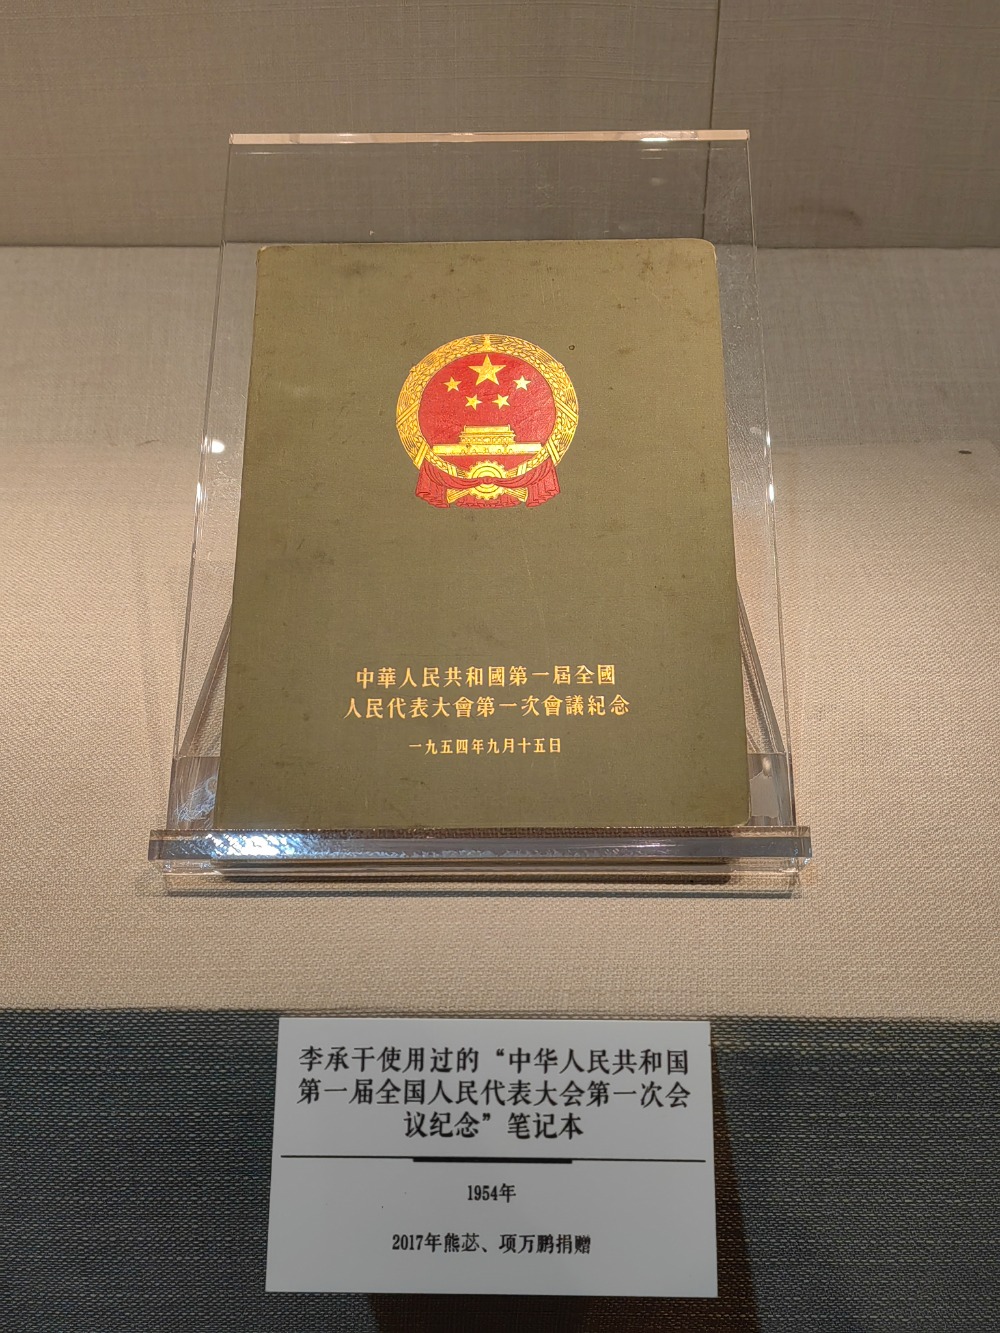 中華人民共和國第一屆全國
人民代表大會第一次會議紀念
一九五四年九月十五日
李承干使用过的“中华人民共和国
第一届全国人民代表大会第一次会
议纪念”笔记本
1954年
2017年熊苾、项万鹏捐赠